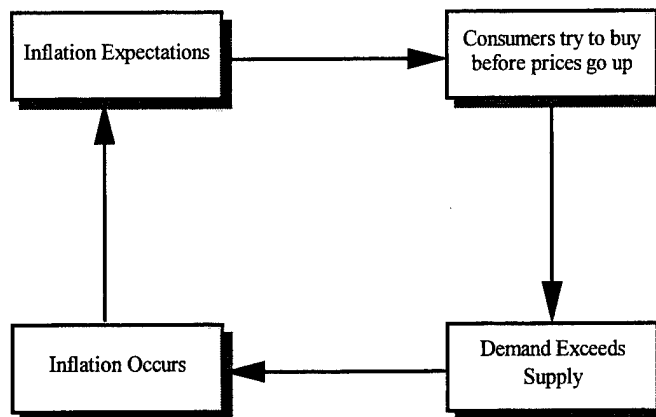 Inflation Expectations
Consumers try to buy
before prices go up
Inflation Occurs
Demand Exceeds
Supply